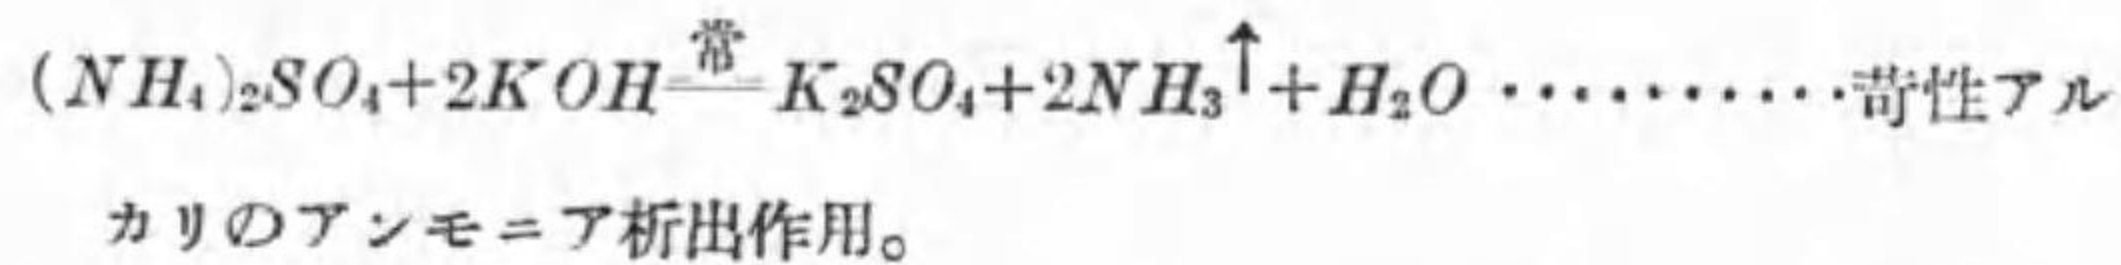 (NH₄)₂SO₄+2KOH常=K₂SO₄+2NH₃↑+H₂O ···········苛性アル
カリのアンモニア析出作用。